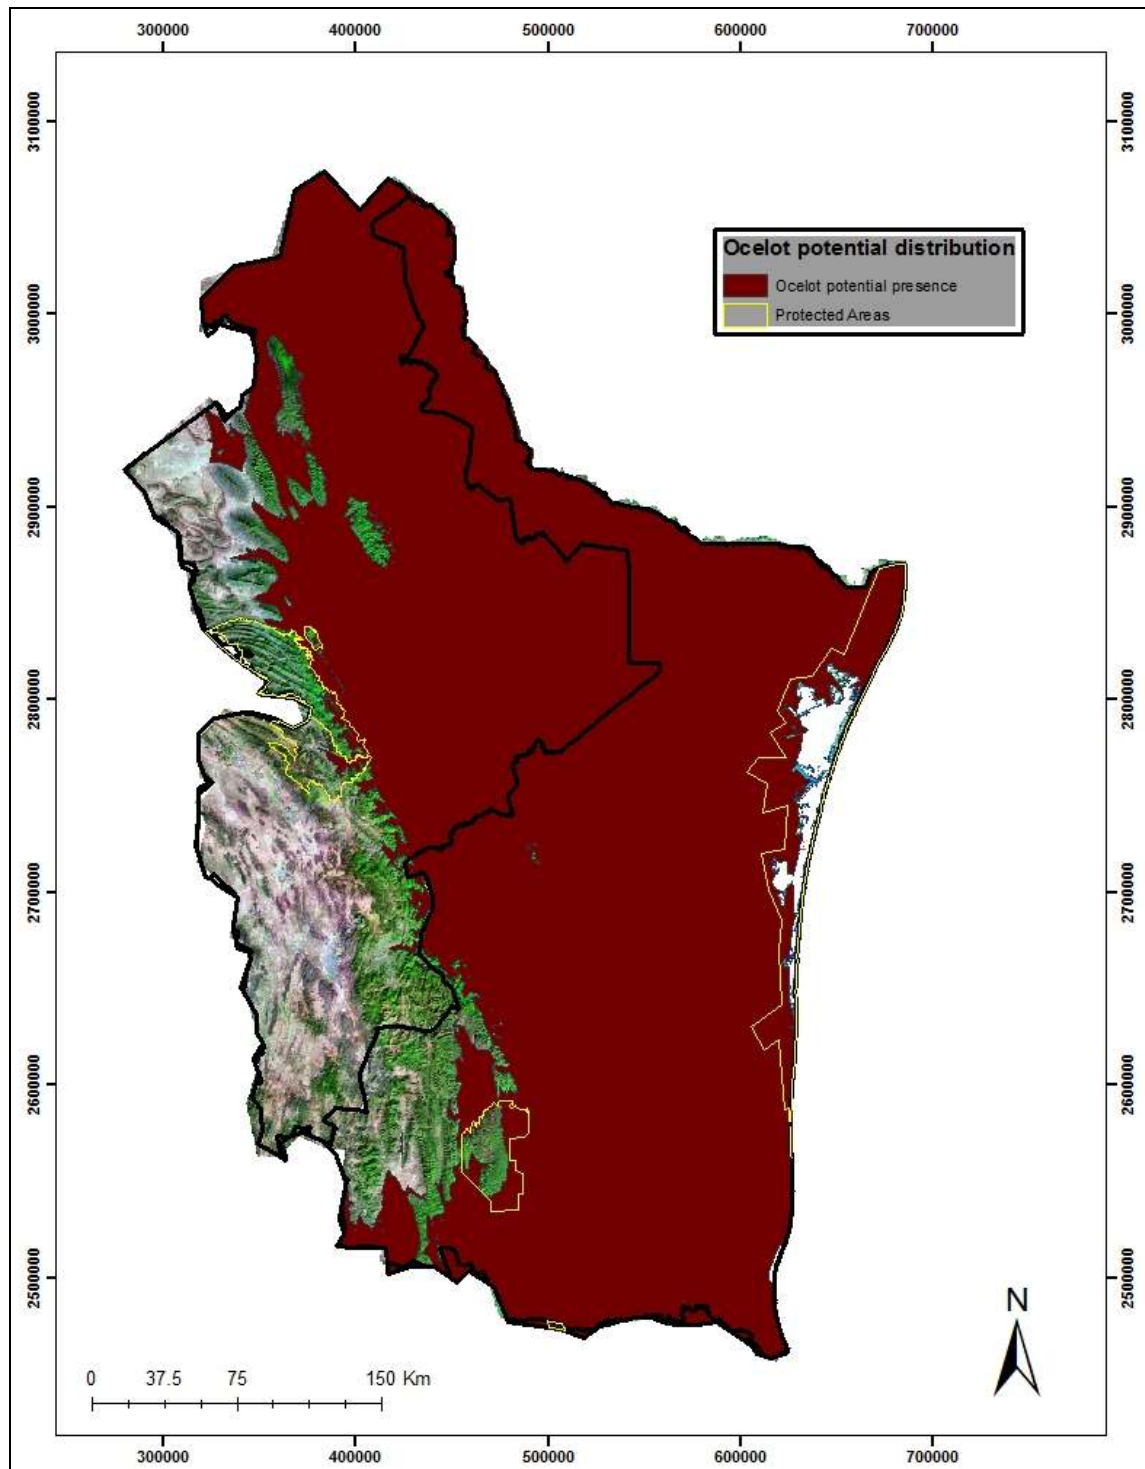 300000 400000 500000 600000 700000
3100000 3100000
Ocelot potential distribution
Ocelot potential presence
Protected Areas
3000000 3000000
2900000 2900000
2800000 2800000
2700000 2700000
2600000 2600000
2500000 2500000
N
0 37.5 75 150 Km
300000 400000 500000 600000 700000